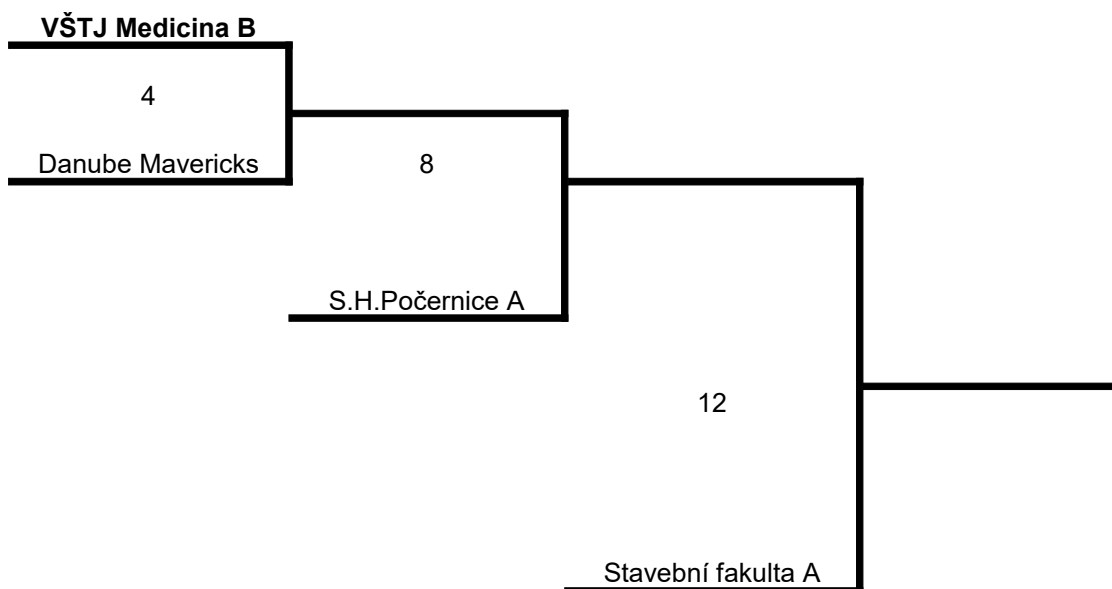 VŠTJ Medicina B
4
Danube Mavericks
8
S.H.Počernice A
12
Stavební fakulta A